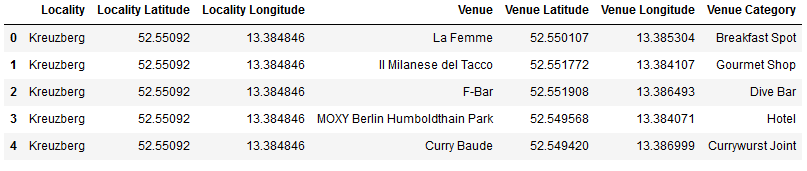 Locality Locality Latitude Locality Longitude Venue Venue Latitude Venue Longitude Venue Category
0 Kreuzberg 52.55092 13.384846 La Femme 52.550107 13.385304 Breakfast Spot
1 Kreuzberg 52.55092 13.384846 Il Milanese del Tacco 52.551772 13.384107 Gourmet Shop
2 Kreuzberg 52.55092 13.384846 F-Bar 52.551908 13.386493 Dive Bar
3 Kreuzberg 52.55092 13.384846 MOXY Berlin Humboldthain Park 52.549568 13.384071 Hotel
4 Kreuzberg 52.55092 13.384846 Curry Baude 52.549420 13.386999 Currywurst Joint